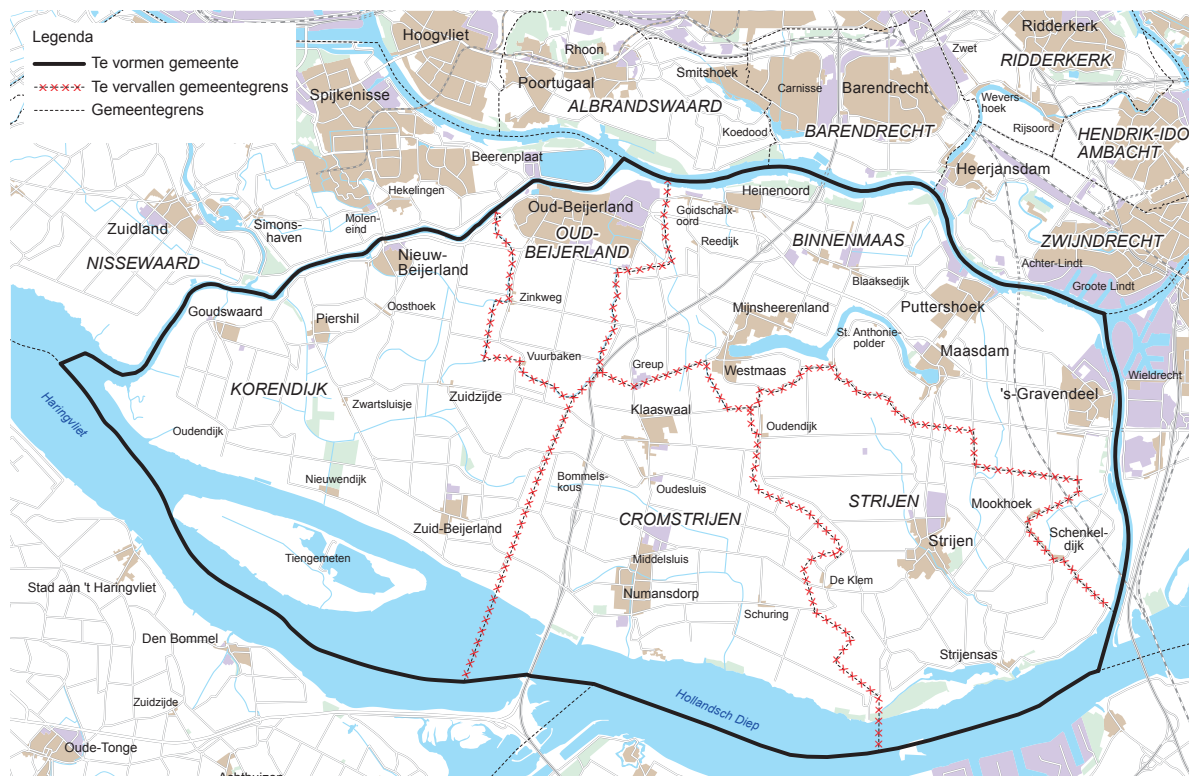 Legenda
Te vormen gemeente
Te vervallen gemeentegrens
Gemeentegrens
Hoogvliet
Rhoon
Poortugaal
Smitshoek
ALBRANDSWAARD
Spijkenisse
Carnisse
Barendrecht
Zwet
Ridderkerk
RIDDERKERK
Wevers-
hoek
Rijsoord
Koedood
BARENDRECHT
HENDRIK-IDO
AMBACHT
Beerenplaat
Hekelingen
Heerjansdam
Heinenoord
Oud-Beijerland
Goidschalx-
oord
Molen-
eind
Simons-
haven
Zuidland
NISSEWAARD
OUD-
BEIJERLAND
Reedijk
BINNENMAAS
ZWIJNDRECHT
Nieuw-
Beijerland
Achter-Lindt
Groote Lindt
Blaaksedijk
Zinkweg
Oosthoek
Goudswaard
Piershil
Mijnsheerenland
Puttershoek
St. Anthonie-
polder
Maasdam
Vuurbaken
Greup
Westmaas
Wieldrecht
KORENDIJK
Zuidzijde
Zwartsluisje
Klaaswaal
's-Gravendeel
Haringvliet
Oudendijk
Oudendijk
Nieuwendijk
Bommels-
kous
Oudesluis
STRIJEN
Mookhoek
CROMSTRIJEN
Zuid-Beijerland
Strijen
Schenkel-
dijk
Tiengemeten
Middelsluis
De Klem
Stad aan 't Haringvliet
Numansdorp
Schuring
Den Bommel
Strijensas
Hollandsch Diep
Zuidzijde
Oude-Tonge
Achthuizen